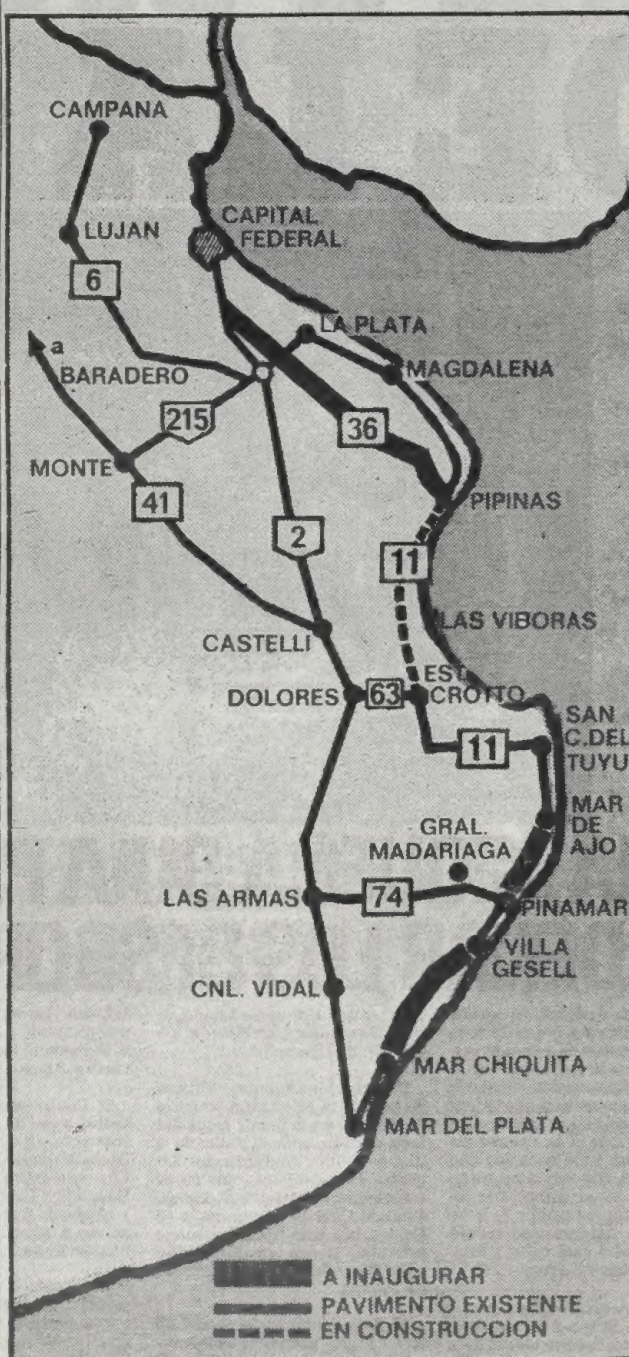 CAMPANA
LUJAN
CAPITAL
FEDERAL
6
LA PLATA
a
BARADERO
MAGDALENA
215
36
MONTE
41
PIPINAS
2
11
LAS VIBORAS
CASTELLI
EST.
CROTTO
DOLORES
63
SAN
C.DEL
TUYU
11
MAR
DE
AJO
GRAL.
MADARIAGA
LAS ARMAS
74
PINAMAR
VILLA
GESELL
CNL. VIDAL
MAR CHIQUITA
MAR DEL PLATA
A INAUGURAR
PAVIMENTO EXISTENTE
EN CONSTRUCCION